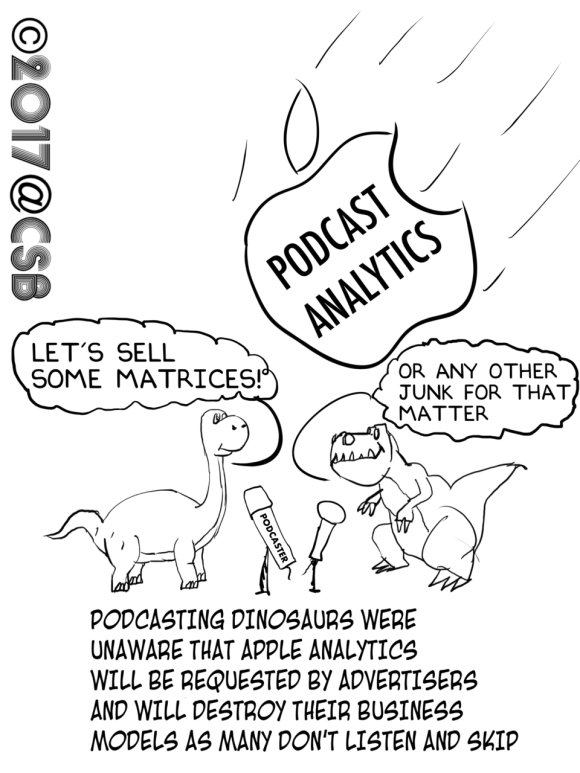 ©2017@CSB
PODCAST
ANALYTICS
LET'S SELL
SOME MATRICES!
OR ANY OTHER
JUNK FOR THAT
MATTER
PODCASTER
PODCASTING DINOSAURS WERE
UNAWARE THAT APPLE ANALYTICS
WILL BE REQUESTED BY ADVERTISERS
AND WILL DESTROY THEIR BUSINESS
MODELS AS MANY DON'T LISTEN AND SKIP